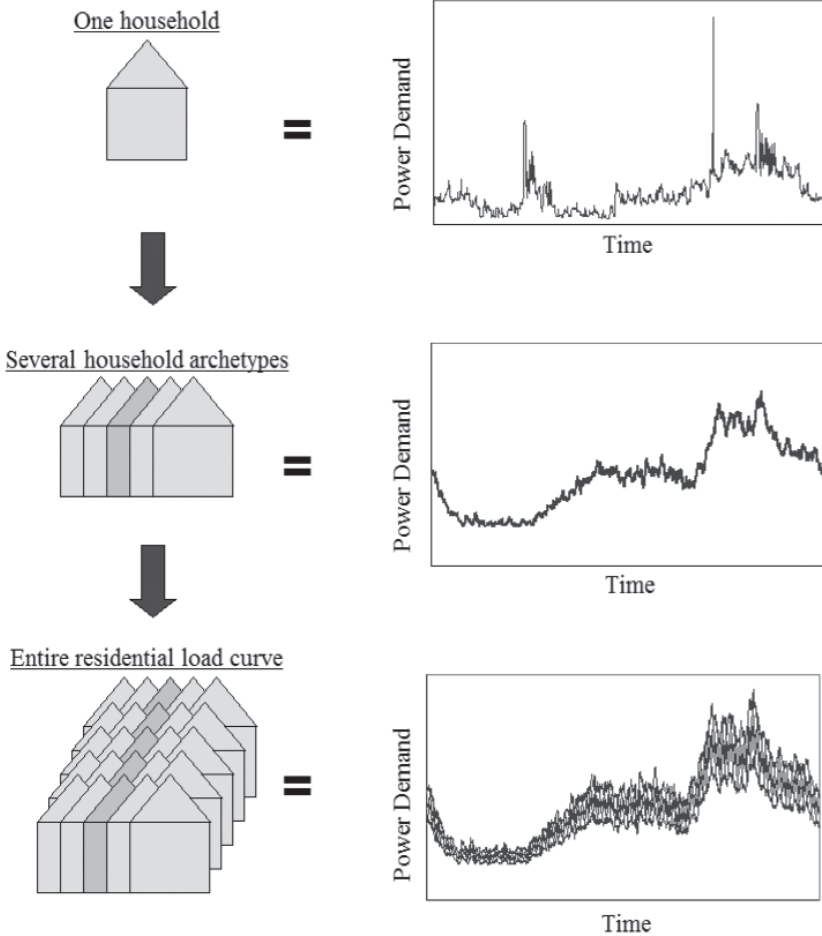 One household
=
Power Demand
Time
Several household archetypes
=
Power Demand
Time
Entire residential load curve
=
Power Demand
Time